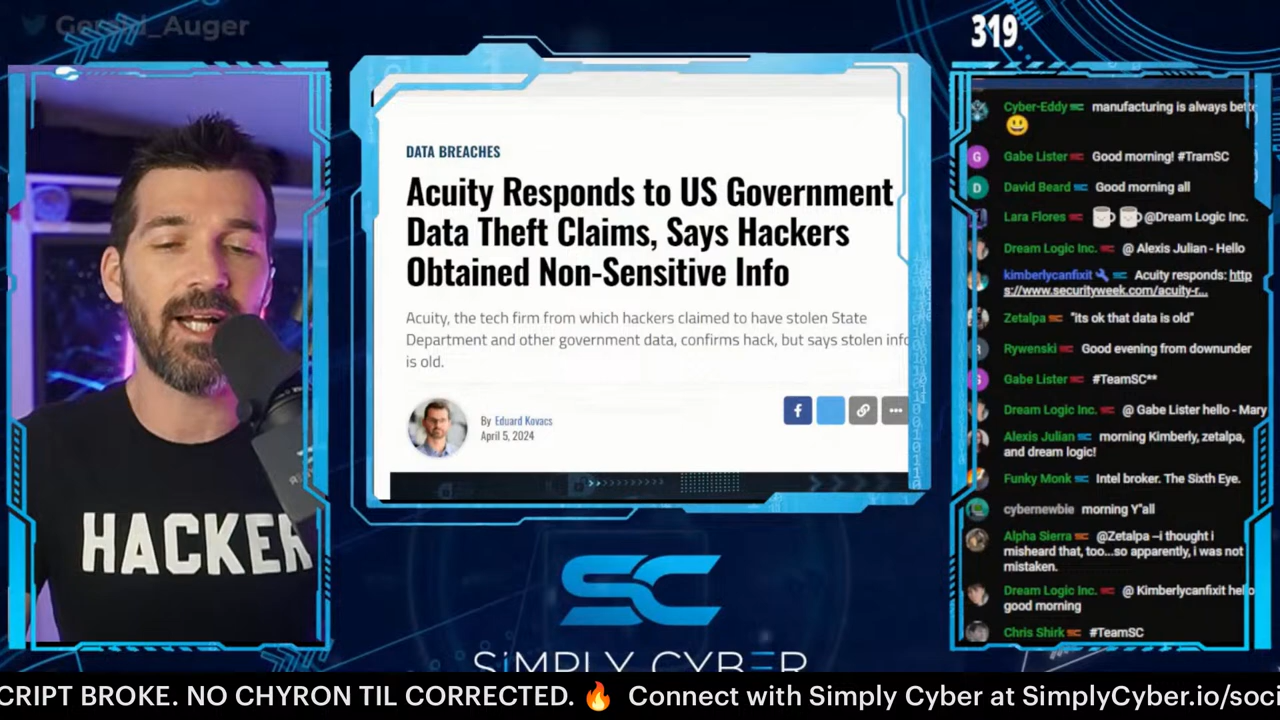 Gerald_Auger
319
HACKER
DATA BREACHES
Acuity Responds to US Government
Data Theft Claims, Says Hackers
Obtained Non-Sensitive Info
Acuity, the tech firm from which hackers claimed to have stolen State
Department and other government data, confirms hack, but says stolen info
is old.
By Eduard Kovacs
April 5, 2024
SC
SIMPLY CYBER
Cyber-Eddy manufacturing is always bette
😃
Gabe Lister Good morning! #TramSC
David Beard Good morning all
Lara Flores @Dream Logic Inc.
Dream Logic Inc. @ Alexis Julian - Hello
kimberlycanfixit Acuity responds: http
s://www.securityweek.com/acuity-r...
Zetalpa "its ok that data is old"
Rywenski Good evening from downunder
Gabe Lister #TeamSC**
Dream Logic Inc. @ Gabe Lister hello - Mary
Alexis Julian morning Kimberly, zetalpa,
and dream logic!
Funky Monk Intel broker. The Sixth Eye.
cybernewbie morning Y'all
Alpha Sierra @Zetalpa --i thought i
misheard that, too...so apparently, i was not
mistaken.
Dream Logic Inc. @ Kimberlycanfixit hello
good morning
Chris Shirk #TeamSC
CRIPT BROKE. NO CHYRON TIL CORRECTED. 🔥 Connect with Simply Cyber at SimplyCyber.io/soci